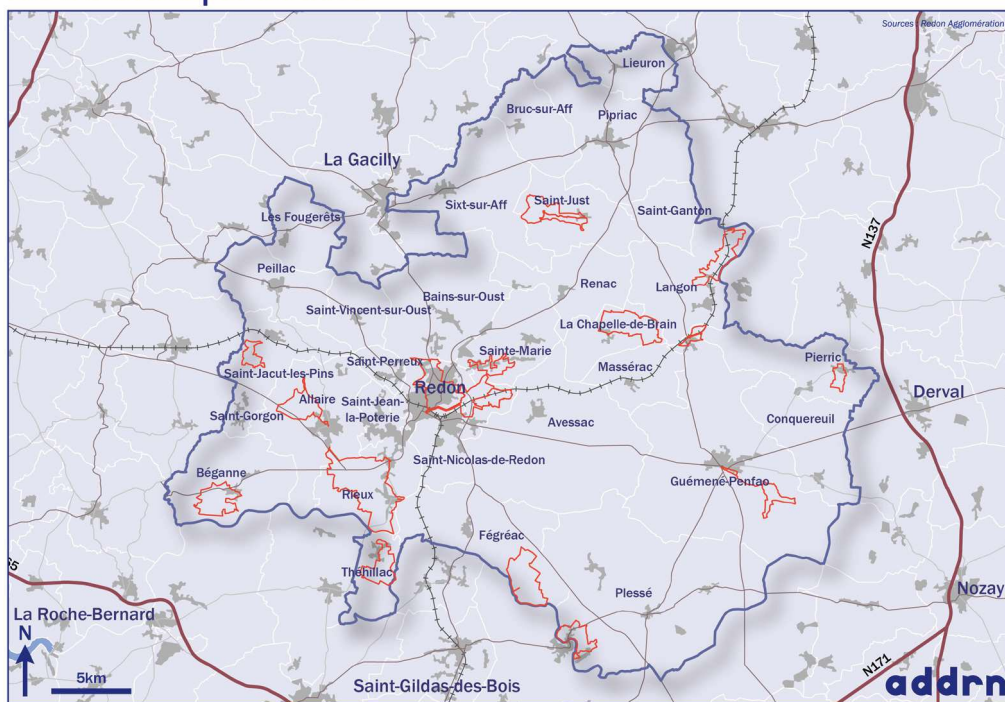 Sources : Redon Agglomération
Lieuron
Bruc-sur-Aff
Pipriac
La Gacilly
Sixt-sur-Aff
Saint-Just
Saint-Ganton
Les Fougerêts
N137
Peillac
Renac
Langon
Bains-sur-Oust
Saint-Vincent-sur-Oust
La Chapelle-de-Brain
Saint-Perreux
Sainte-Marie
Pierric
Massérac
Saint-Jacut-les-Pins
Redon
Derval
Allaire
Saint-Jean
la-Poterie
Saint-Gorgon
Avessac
Conquereuil
Saint-Nicolas-de-Redon
Béganne
Rieux
Guémené-Penfao
Fégréac
65
Théhillac
Plessé
Nozay
La Roche-Bernard
N
5km
Saint-Gildas-des-Bois
N171
addrn